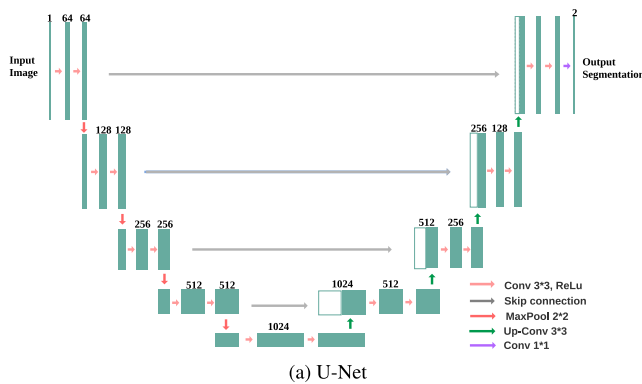 1 64 64
2
Input
Image
Output
Segmentation
128 128
256 128
256 256
512 256
512 512
1024 512
1024
Conv 3*3, ReLu
Skip connection
MaxPool 2*2
Up-Conv 3*3
Conv 1*1
(a) U-Net